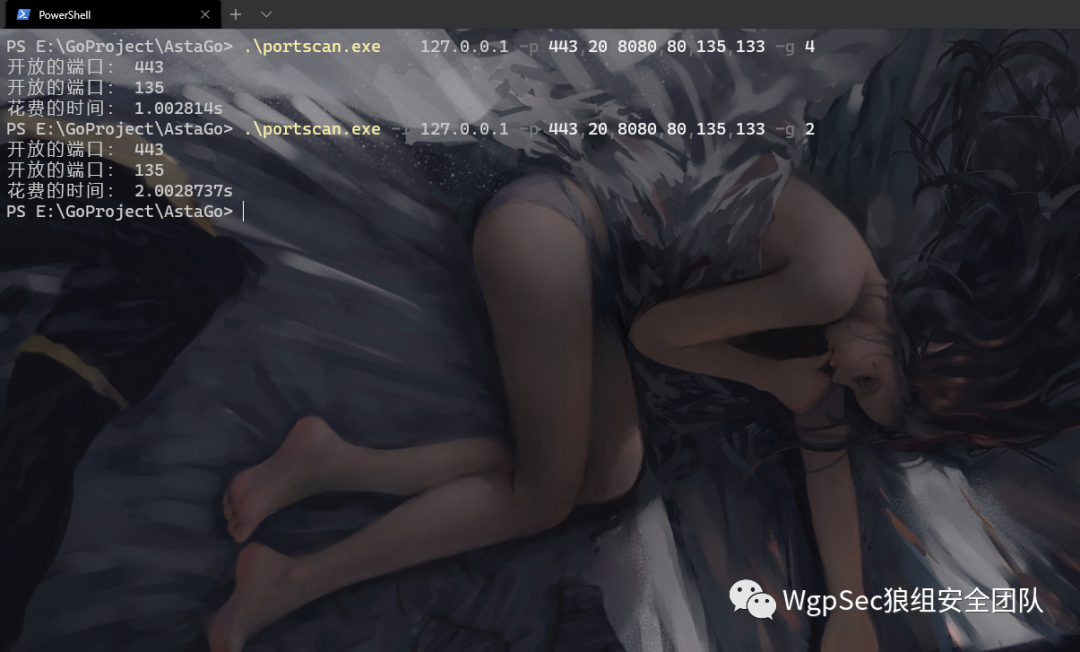 PowerShell
PS E:\GoProject\AstaGo> .\portscan.exe 127.0.0.1 -p 443,20,8080,80,135,133 -g 4
开放的端口： 443
开放的端口： 135
花费的时间： 1.002814s
PS E:\GoProject\AstaGo> .\portscan.exe 127.0.0.1 -p 443,20,8080,80,135,133 -g 2
开放的端口： 443
开放的端口： 135
花费的时间： 2.0028737s
PS E:\GoProject\AstaGo>
WgpSec狼组安全团队